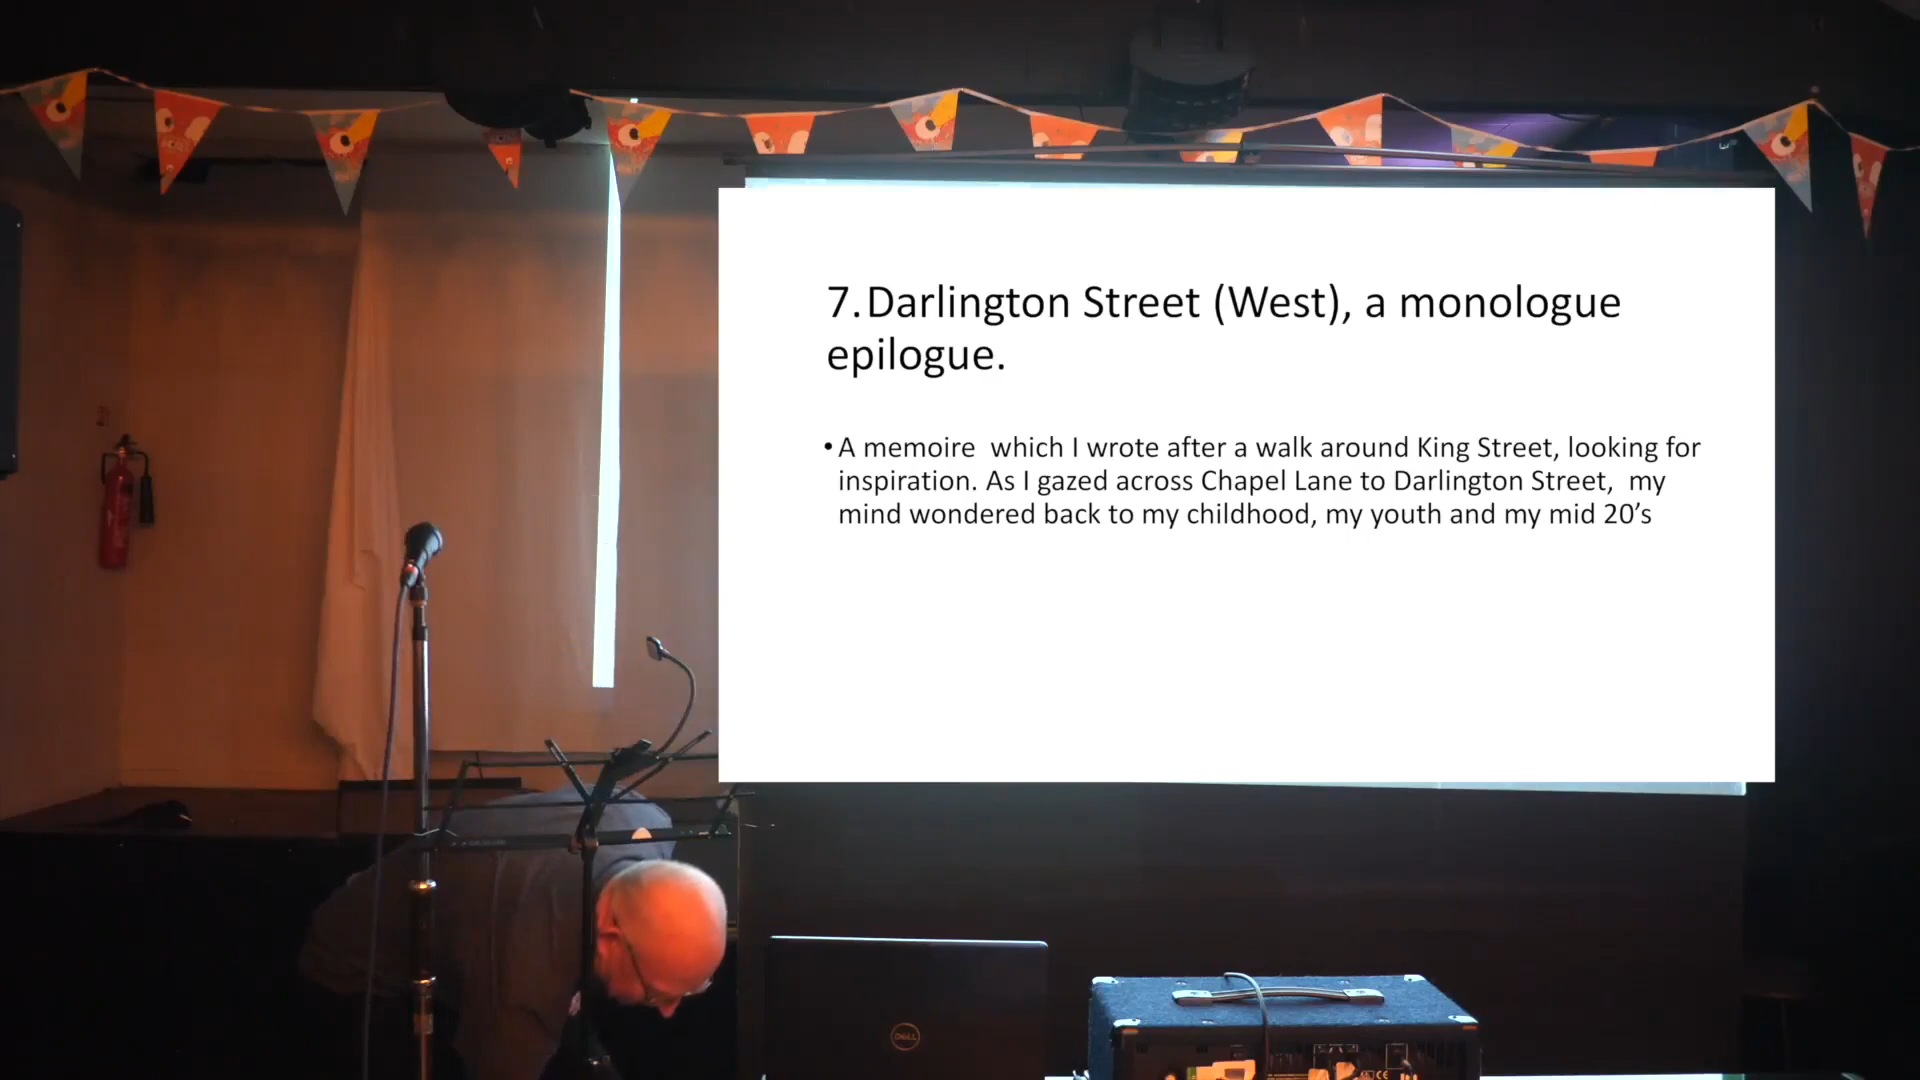 7.Darlington Street (West), a monologue
epilogue.
• A memoire which I wrote after a walk around King Street, looking for
inspiration. As I gazed across Chapel Lane to Darlington Street, my
mind wondered back to my childhood, my youth and my mid 20’s
DELL
CE